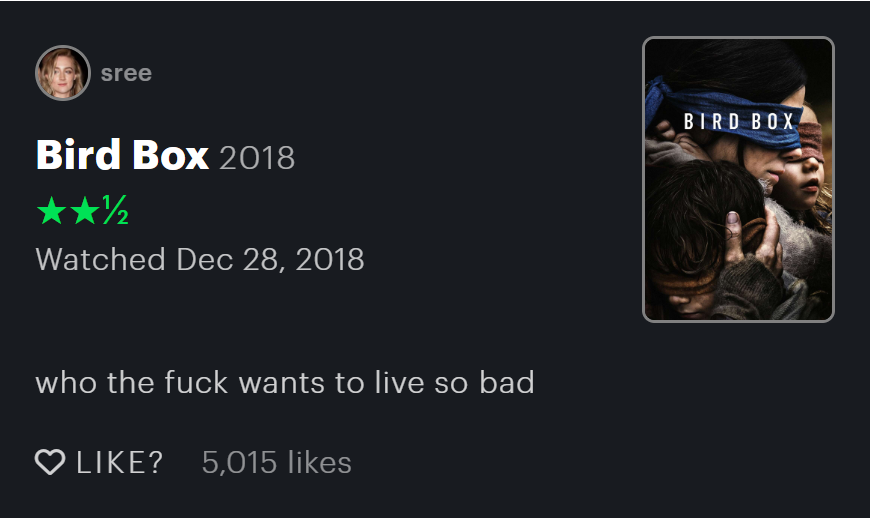 sree
BIRD BOX
Bird Box 2018
★★½
Watched Dec 28, 2018
who the fuck wants to live so bad
LIKE? 5,015 likes